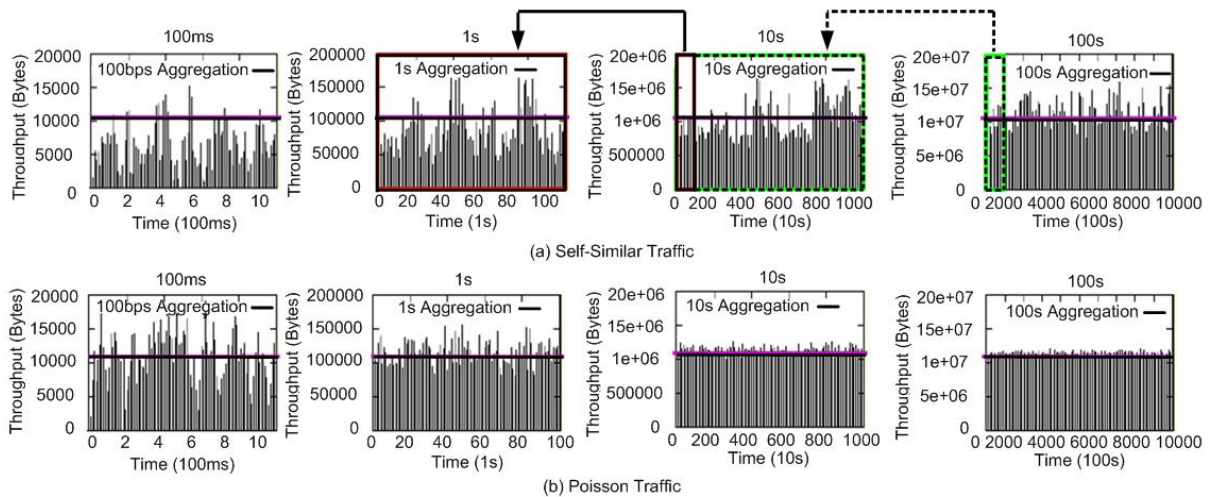 100ms
1s
10s
100s
Throughput (Bytes)
20000
15000
10000
5000
0
100bps Aggregation
0 2 4 6 8 10
Time (100ms)
Throughput (Bytes)
200000
150000
100000
50000
0
1s Aggregation
0 20 40 60 80 100
Time (1s)
Throughput (Bytes)
20e+06
15e+06
1e+06
500000
0
10s Aggregation
0 200 400 600 800 1000
Time (10s)
Throughput (Bytes)
20e+07
15e+07
1e+07
5e+06
0
100s Aggregation
0 2000 4000 6000 8000 10000
Time (100s)
(a) Self-Similar Traffic
100ms
1s
10s
100s
Throughput (Bytes)
20000
15000
10000
5000
0
100bps Aggregation
0 2 4 6 8 10
Time (100ms)
Throughput (Bytes)
200000
150000
100000
50000
0
1s Aggregation
0 20 40 60 80 100
Time (1s)
Throughput (Bytes)
20e+06
15e+06
1e+06
500000
0
10s Aggregation
0 200 400 600 800 1000
Time (10s)
Throughput (Bytes)
20e+07
15e+07
1e+07
5e+06
0
100s Aggregation
0 2000 4000 6000 8000 10000
Time (100s)
(b) Poisson Traffic